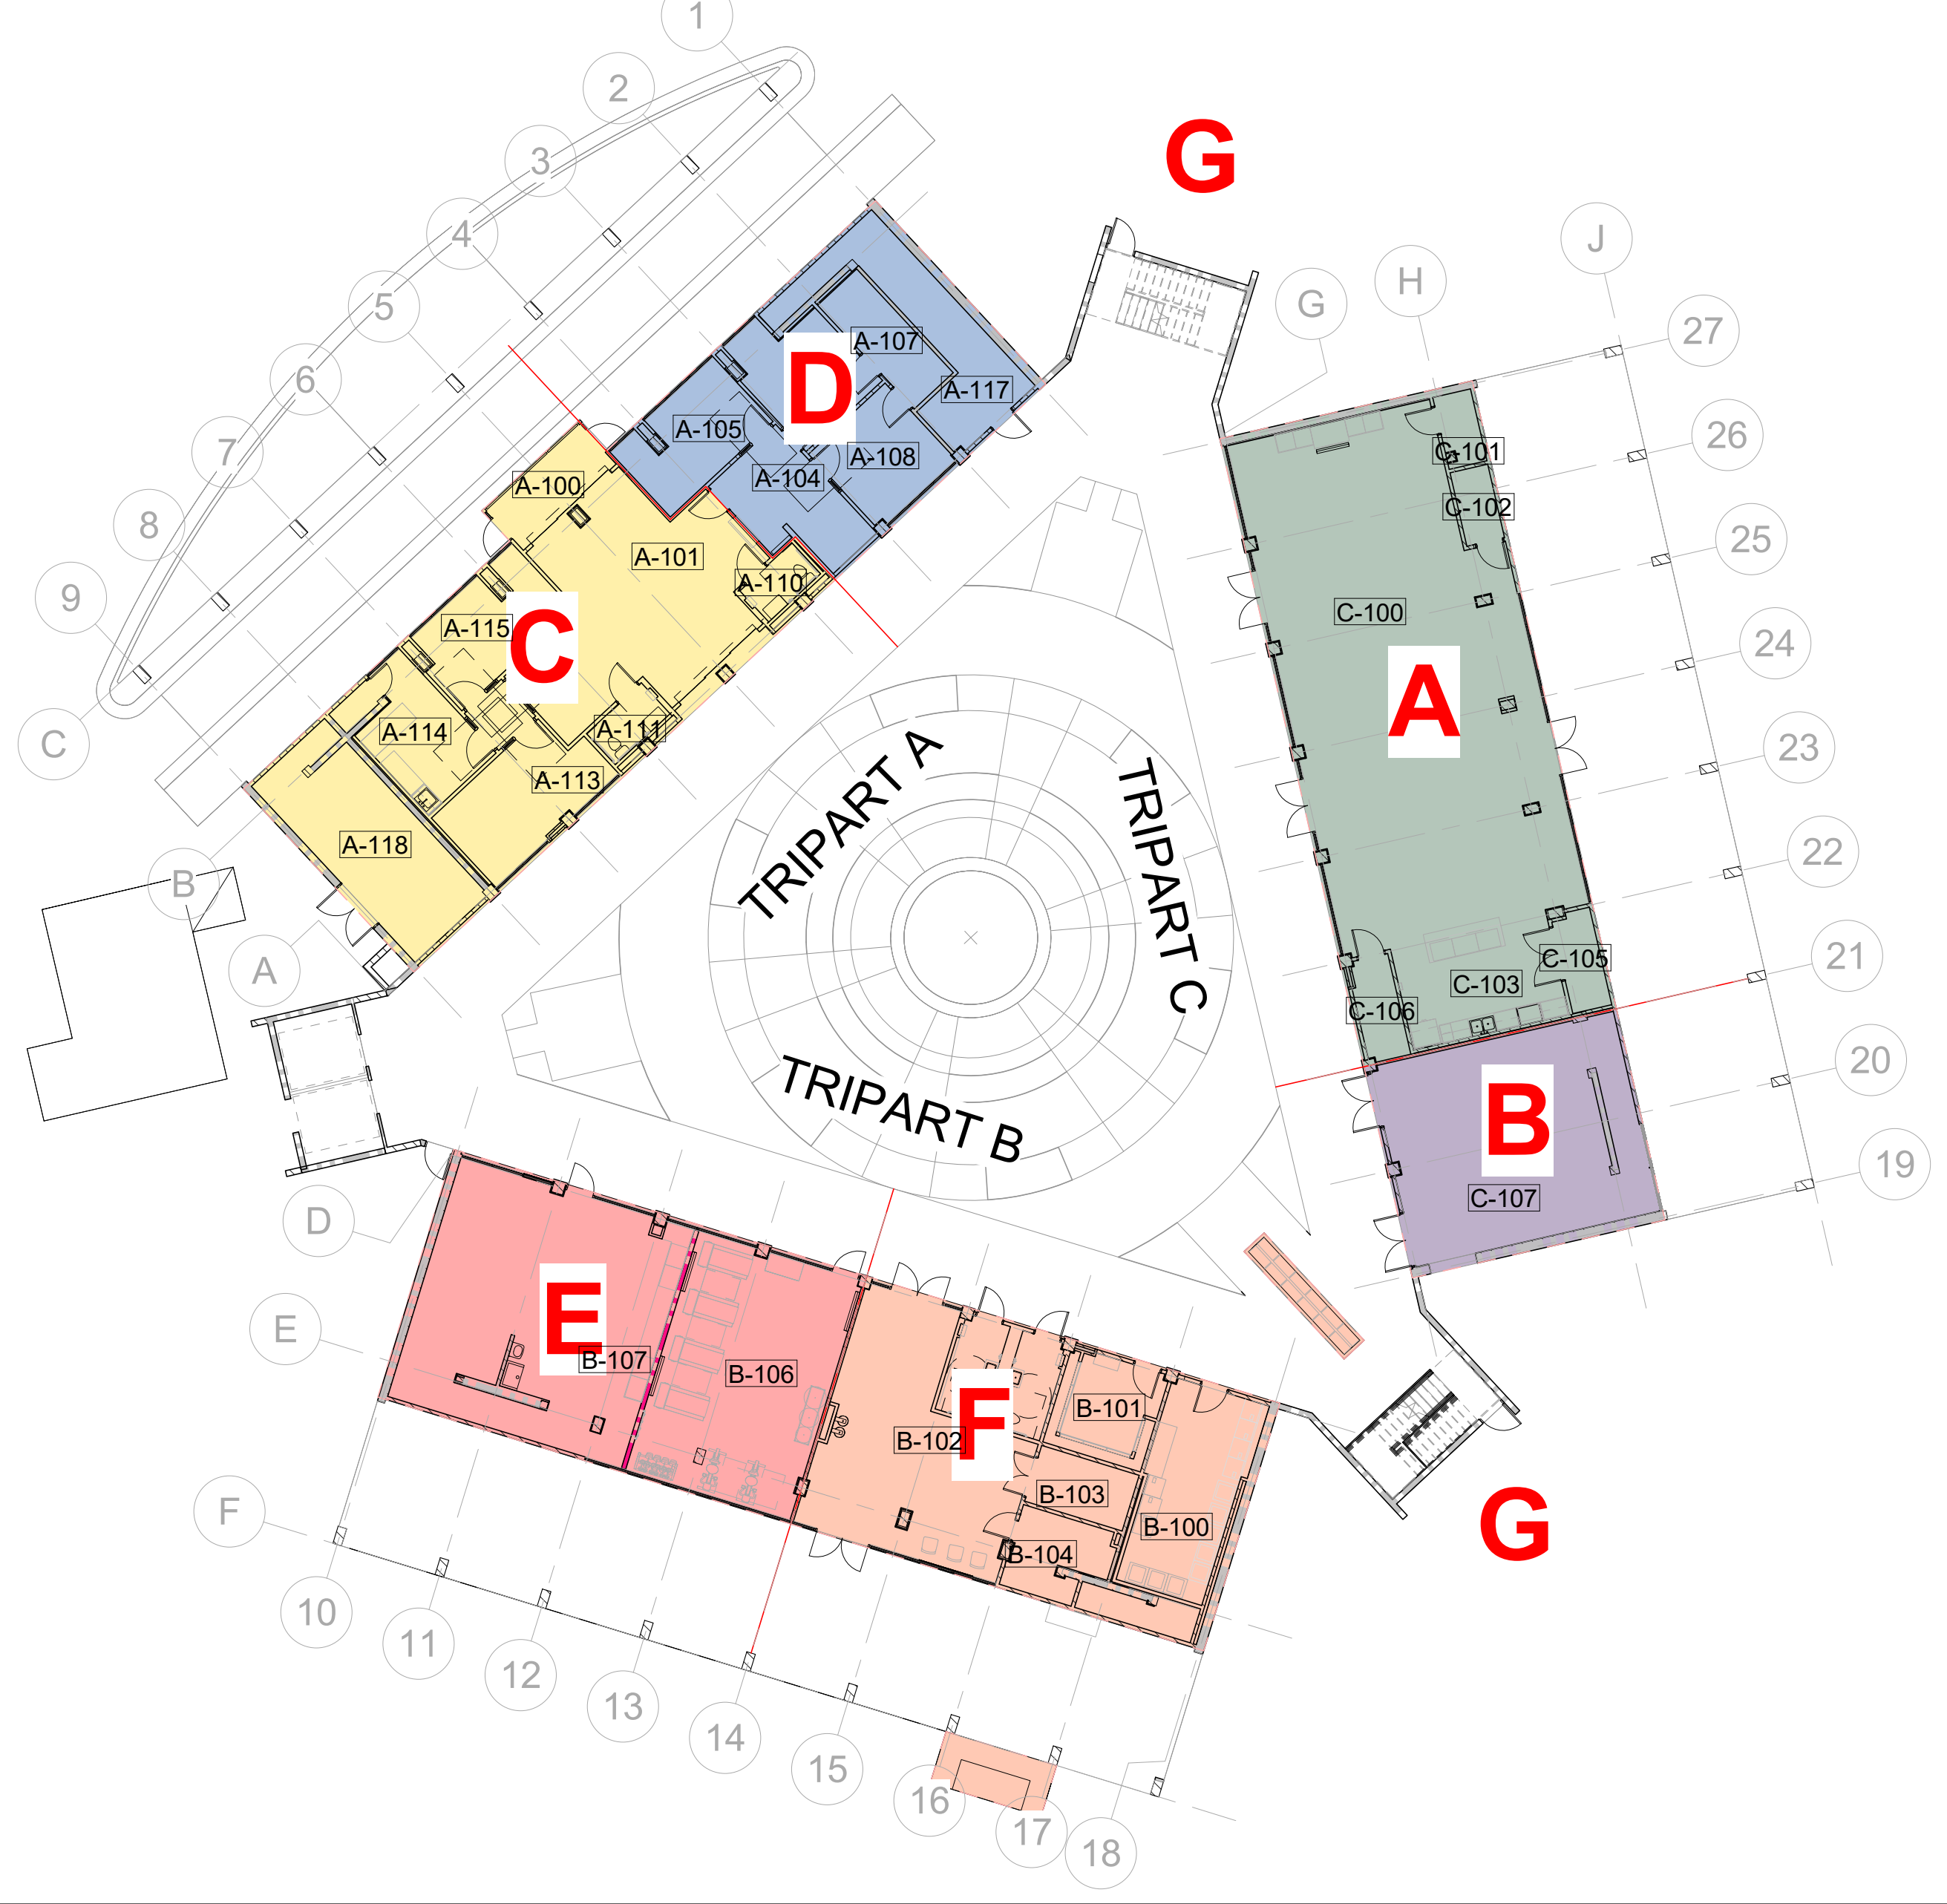 1
2
3
4
5
6
7
8
9
C
B
A
G
G
H
J
27
26
25
24
23
22
21
20
19
D
A-107
A-117
A-105
A-108
A-104
A-100
A-101
A-110
C
A-115
A-111
A-114
A-113
A-118
C-101
C-102
C-100
A
C-105
C-103
C-106
B
C-107
TRIPART A
TRIPART C
TRIPART B
D
E
F
E
B-107
B-106
F
B-102
B-101
B-103
B-100
B-104
G
10
11
12
13
14
15
16
17
18